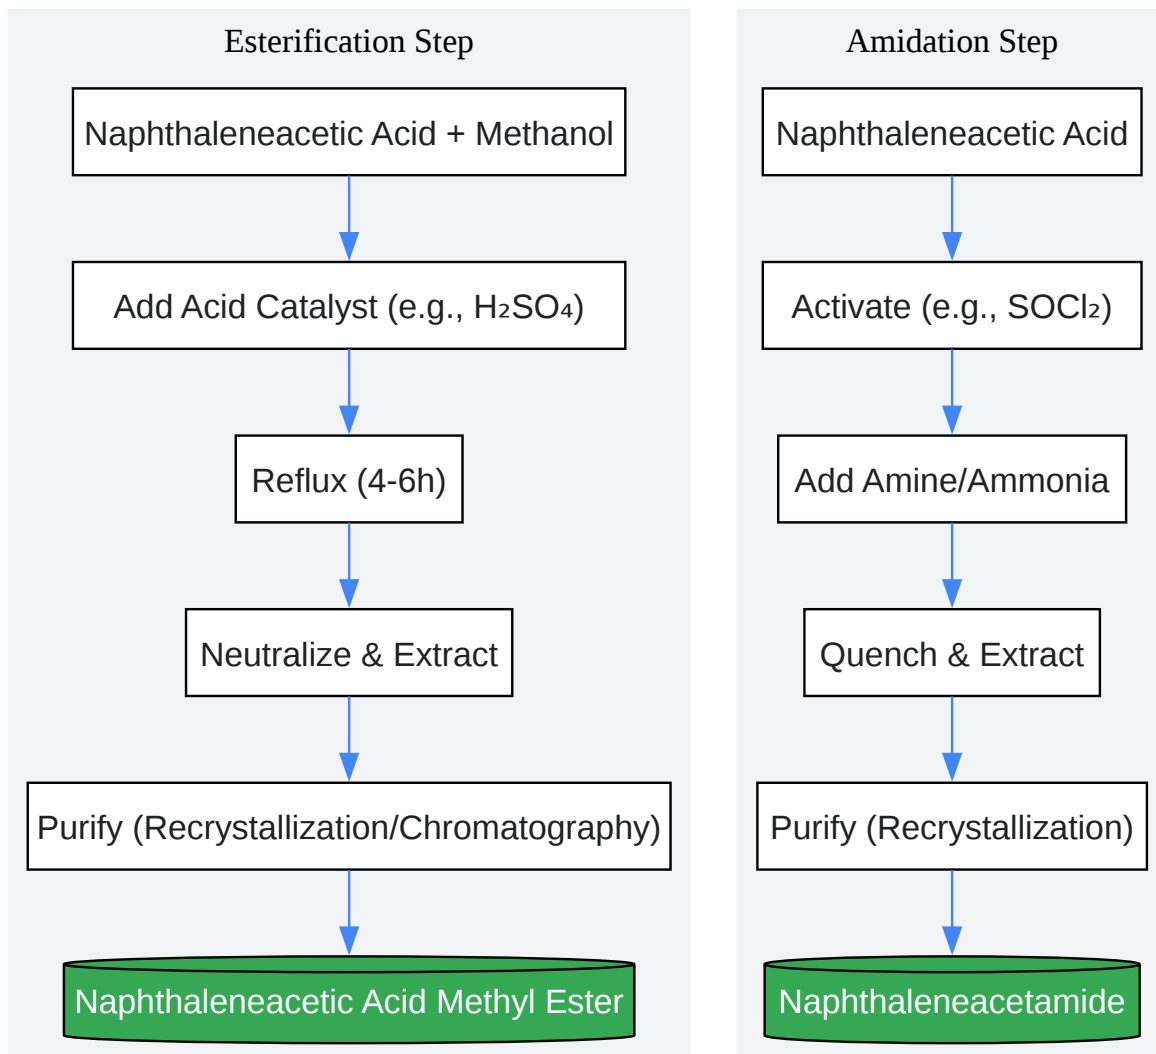 Esterification Step
Naphthaleneacetic Acid + Methanol
Add Acid Catalyst (e.g., H₂SO₄)
Reflux (4-6h)
Neutralize & Extract
Purify (Recrystallization/Chromatography)
Naphthaleneacetic Acid Methyl Ester
Amidation Step
Naphthaleneacetic Acid
Activate (e.g., SOCl₂)
Add Amine/Ammonia
Quench & Extract
Purify (Recrystallization)
Naphthaleneacetamide